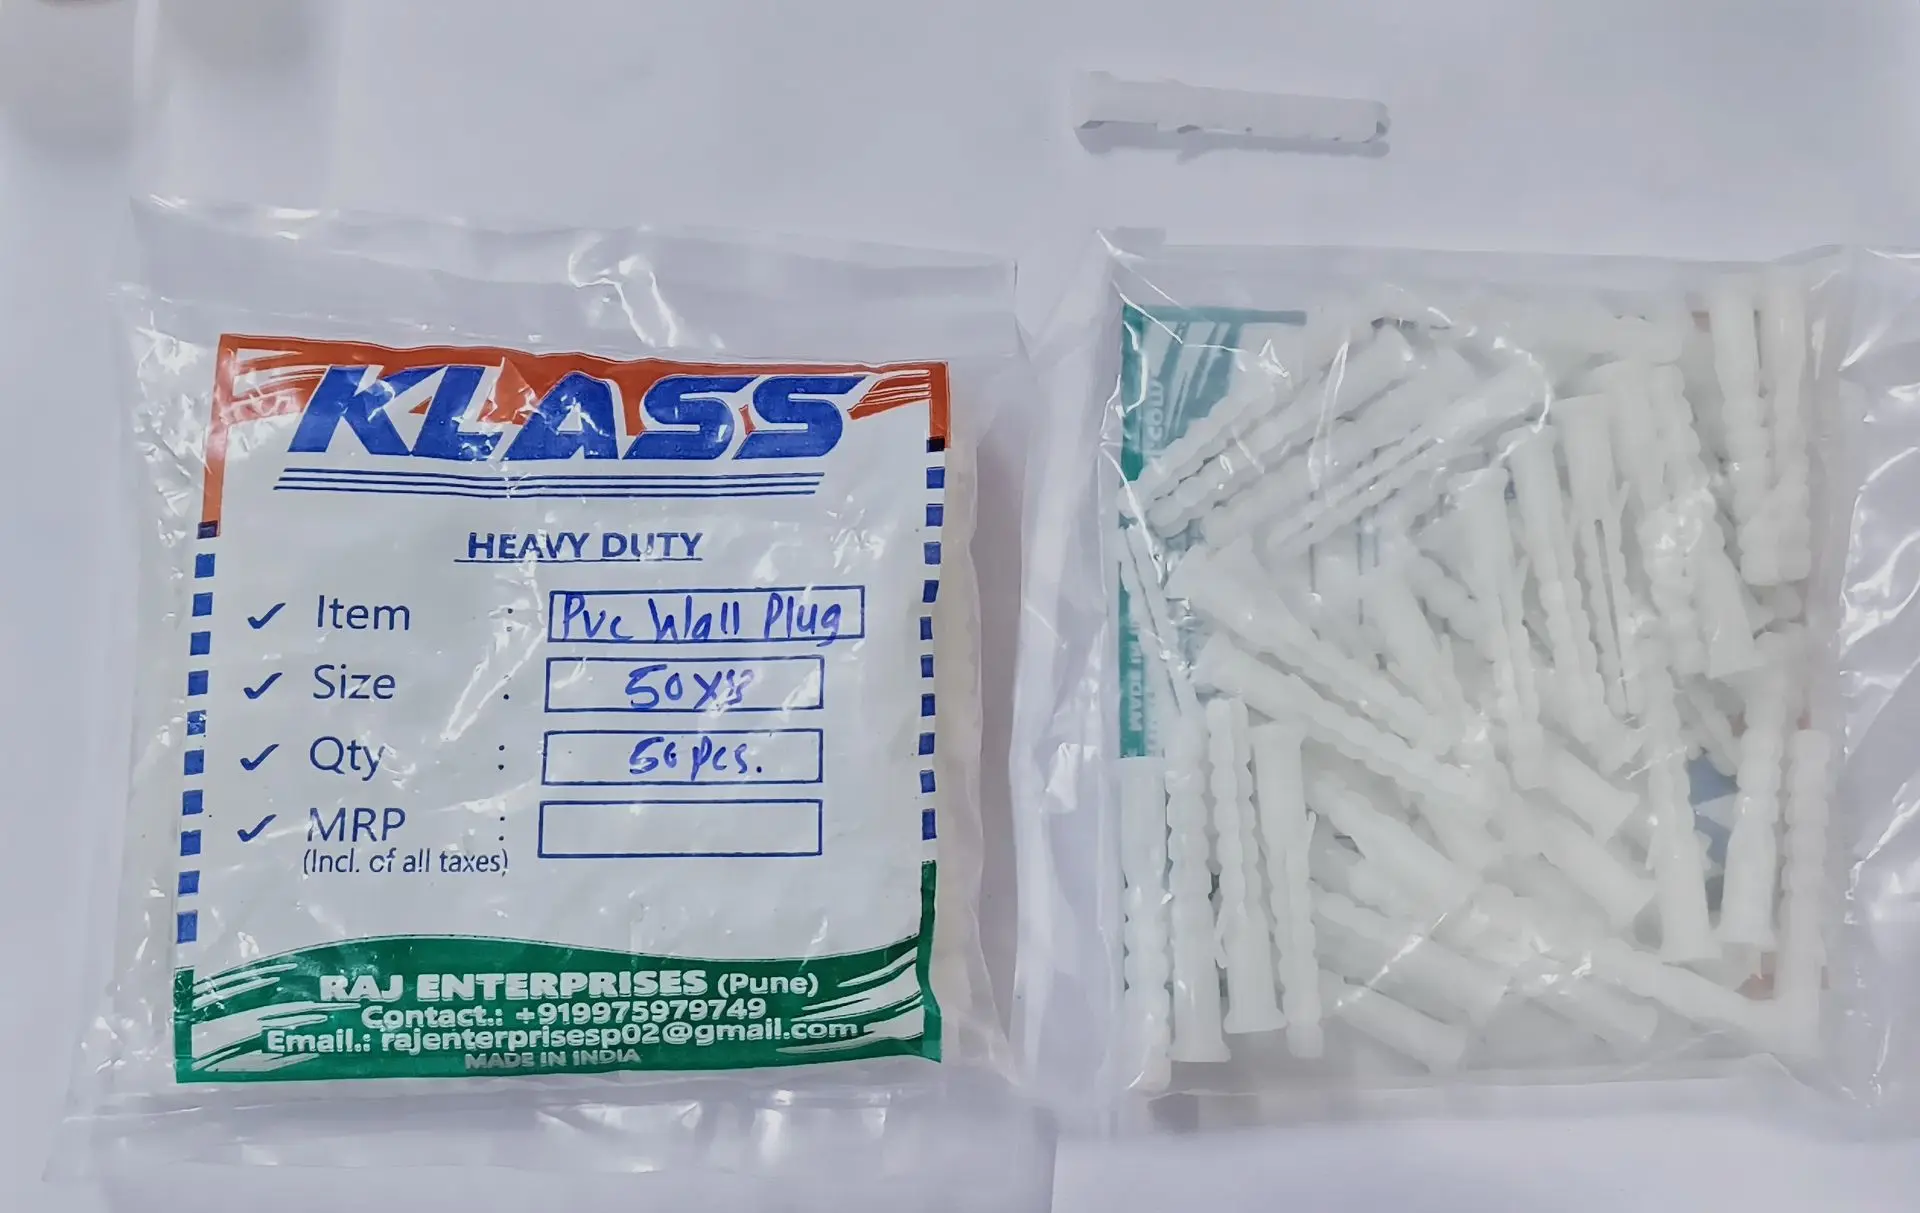 KLASS
HEAVY DUTY
✓ Item : Pvc Wall Plug
✓ Size : 50X8
✓ Qty : 50 Pcs.
✓ MRP :
(Incl. of all taxes)
RAJ ENTERPRISES (Pune)
Contact.: +919975979749
Email.: rajenterprisesp02@gmail.com
MADE IN INDIA